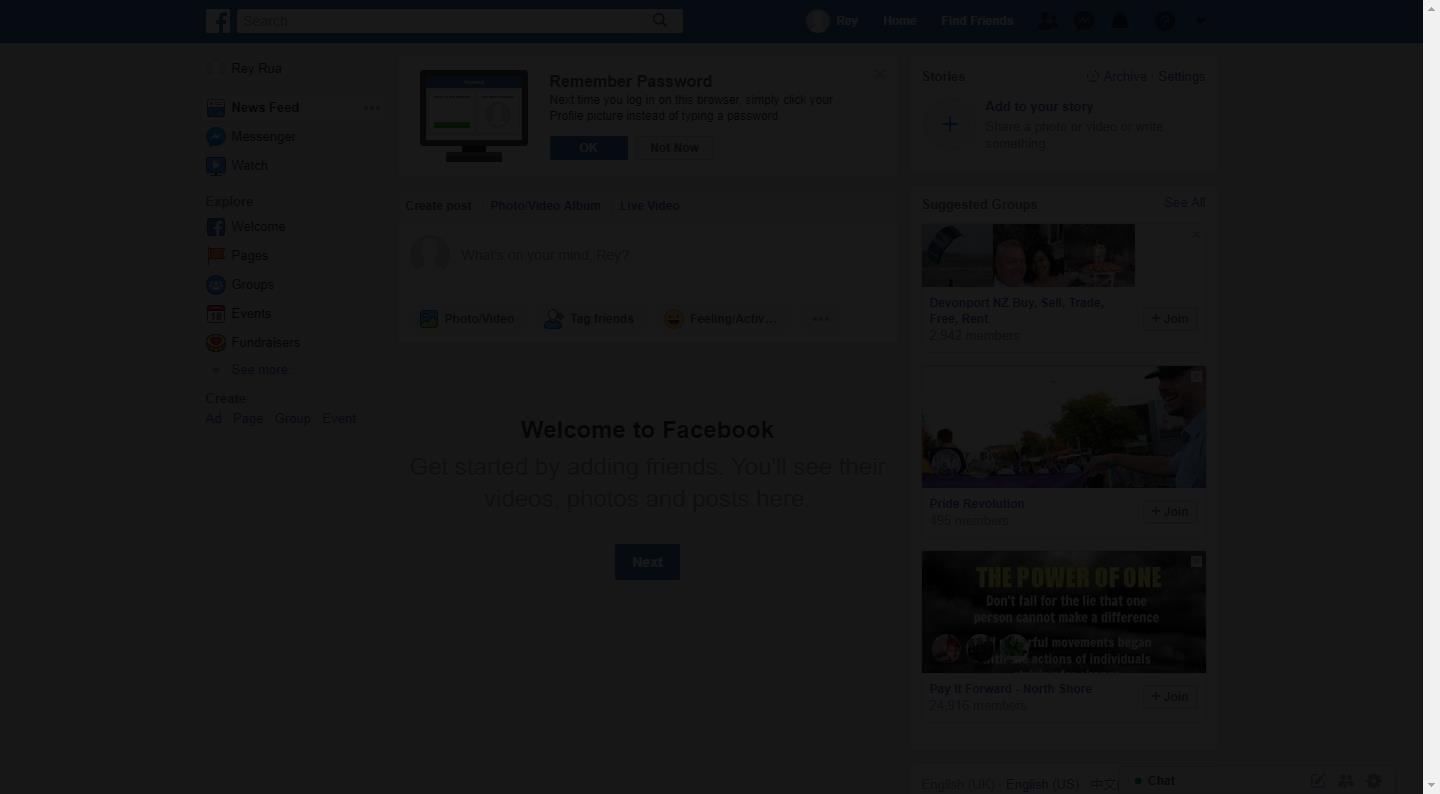 Search
Rey
Home
Find Friends
Rey Rua
News Feed
Messenger
Watch
Explore
Welcome
Pages
Groups
18
Events
Fundraisers
See more...
Create
Ad Page Group Event
Remember Password
Next time you log in on this browser, simply click your
Profile picture instead of typing a password.
OK
Not Now
Create post
Photo/Video Album
Live Video
What's on your mind, Rey?
Photo/Video
Tag friends
Feeling/Activ...
Welcome to Facebook
Get started by adding friends. You'll see their
videos, photos and posts here.
Next
Stories
Archive · Settings
Add to your story
Share a photo or video or write
something
Suggested Groups
See All
Devonport NZ Buy, Sell, Trade,
Free, Rent
2,942 members
+ Join
Pride Revolution
495 members
+ Join
THE POWER OF ONE
Don't fall for the lie that one
person cannot make a difference
movements began
actions of individuals
Pay It Forward - North Shore
24,916 members
+ Join
English (UK) · English (US) · 中文
Chat